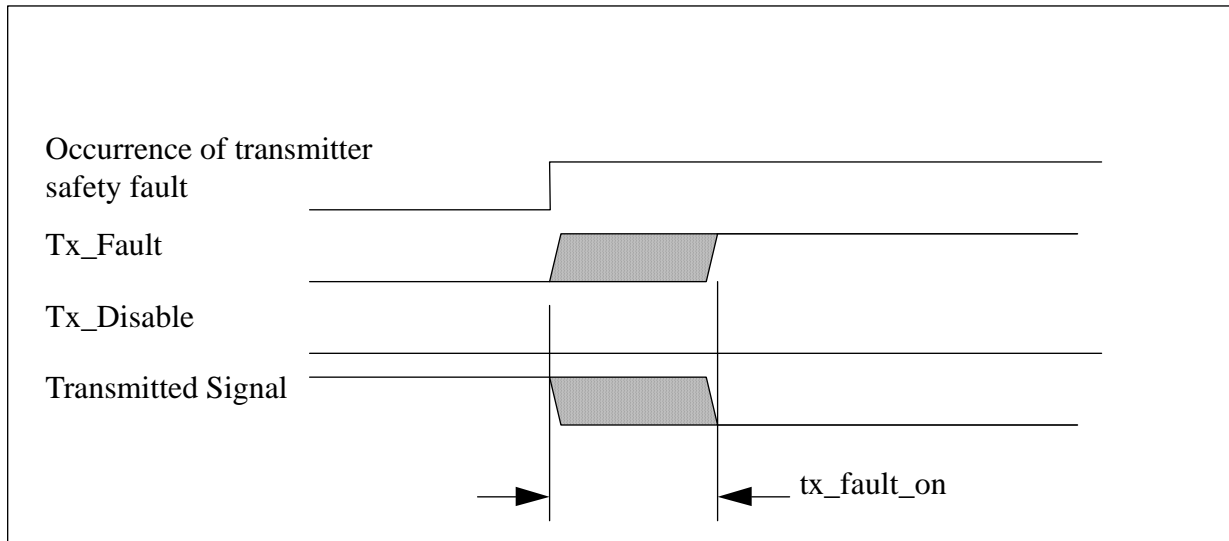 Occurrence of transmitter
safety fault
Tx_Fault
Tx_Disable
Transmitted Signal
tx_fault_on